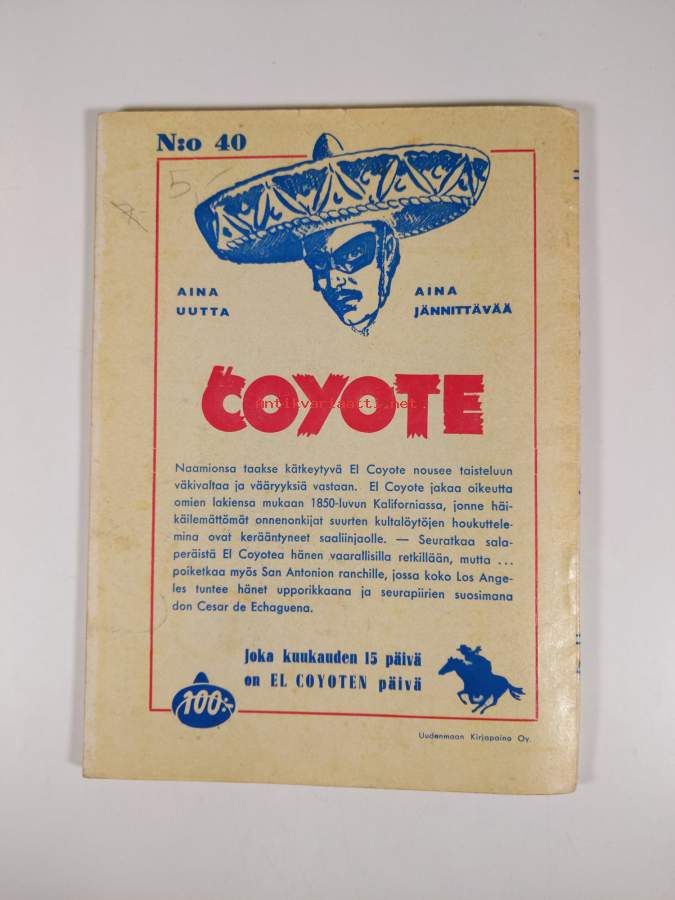 N:o 40
5
AINA
UUTTA
AINA
JÄNNITTÄVÄÄ
EL COYOTE
antikvariaatti.net
Naamionsa taakse kätkeytyvä El Coyote nousee taisteluun
väkivaltaa ja vääryyksiä vastaan. El Coyote jakaa oikeutta
omien lakiensa mukaan 1850-luvun Kaliforniassa, jonne häi-
käilemättömät onnenonkijat suurten kultalöytöjen houkuttele-
mina ovat kerääntyneet saaliinjaolle. — Seuratkaa sala-
peräistä El Coyotea hänen vaarallisilla retkillään, mutta ...
poiketkaa myös San Antonion ranchille, jossa koko Los Ange-
les tuntee hänet upporikkaana ja seurapiirien suosimana
don Cesar de Echaguena.
Joka kuukauden 15 päivä
on EL COYOTEN päivä
100:-
Uudenmaan Kirjapaino Oy.